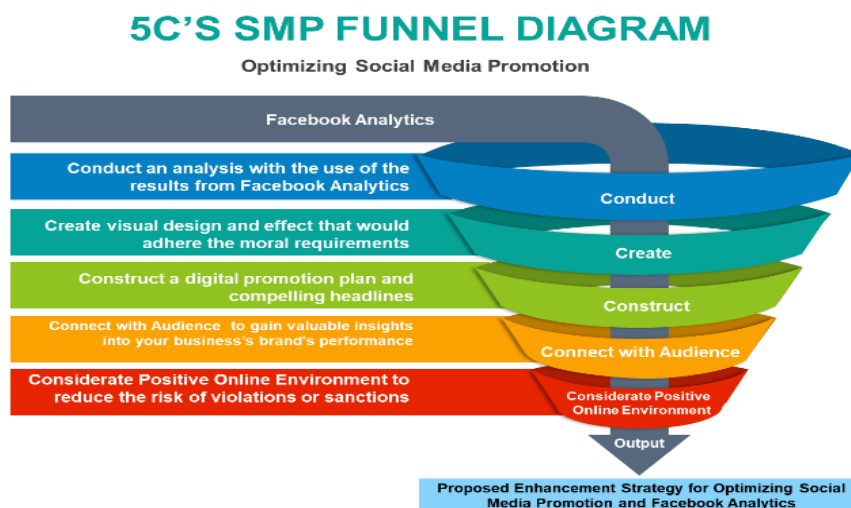 5C'S SMP FUNNEL DIAGRAM
Optimizing Social Media Promotion
Facebook Analytics
Conduct an analysis with the use of the
results from Facebook Analytics
Conduct
Create visual design and effect that would
adhere the moral requirements
Create
Construct a digital promotion plan and
compelling headlines
Construct
Connect with Audience to gain valuable insights
into your business's brand's performance
Connect with Audience
Considerate Positive Online Environment to
reduce the risk of violations or sanctions
Considerate Positive
Online Environment
Output
Proposed Enhancement Strategy for Optimizing Social
Media Promotion and Facebook Analytics